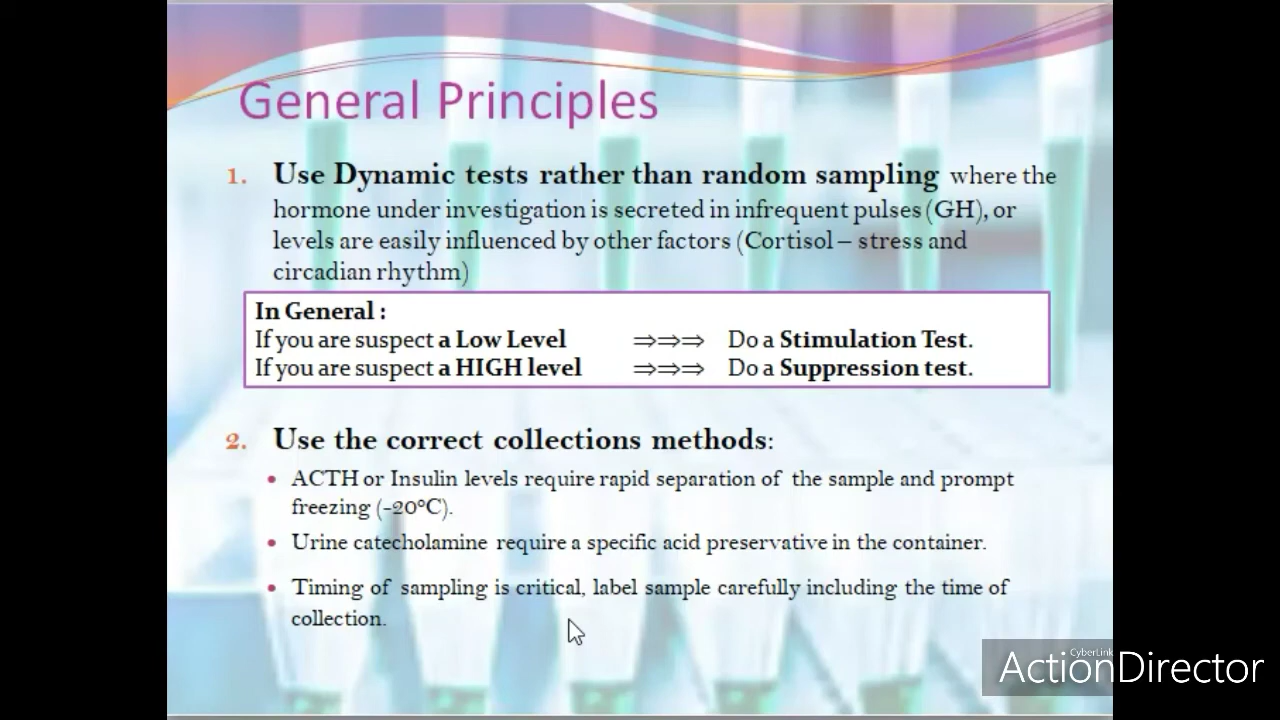 General Principles
1. Use Dynamic tests rather than random sampling where the
hormone under investigation is secreted in infrequent pulses (GH), or
levels are easily influenced by other factors (Cortisol – stress and
circadian rhythm)
In General :
If you are suspect a Low Level ⇒⇒⇒ Do a Stimulation Test.
If you are suspect a HIGH level ⇒⇒⇒ Do a Suppression test.
2. Use the correct collections methods:
• ACTH or Insulin levels require rapid separation of the sample and prompt
freezing (-20°C).
• Urine catecholamine require a specific acid preservative in the container.
• Timing of sampling is critical, label sample carefully including the time of
collection.
CyberLink
ActionDirector